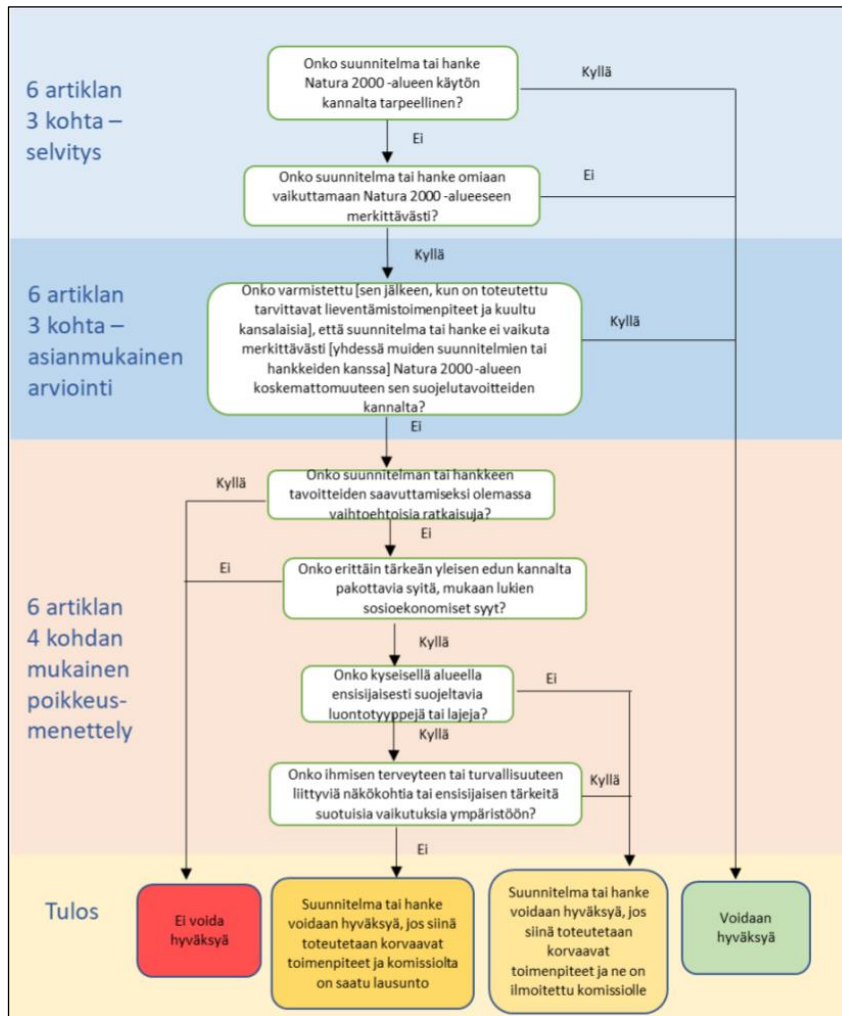 6 artiklan
3 kohta –
selvitys
Onko suunnitelma tai hanke
Natura 2000 -alueen käytön
kannalta tarpeellinen?
Kyllä
Ei
Onko suunnitelma tai hanke omiaan
vaikuttamaan Natura 2000 -alueeseen
merkittävästi?
Ei
Kyllä
6 artiklan
3 kohta –
asianmukainen
arviointi
Onko varmistettu [sen jälkeen, kun on toteutettu
tarvittavat lieventämistoimenpiteet ja kuultu
kansalaisia], että suunnitelma tai hanke ei vaikuta
merkittävästi [yhdessä muiden suunnitelmien tai
hankkeiden kanssa] Natura 2000 -alueen
koskemattomuuteen sen suojelutavoitteiden
kannalta?
Kyllä
Ei
6 artiklan
4 kohdan
mukainen
poikkeus-
menettely
Onko suunnitelman tai hankkeen
tavoitteiden saavuttamiseksi olemassa
vaihtoehtoisia ratkaisuja?
Kyllä
Ei
Onko erittäin tärkeän yleisen edun kannalta
pakottavia syitä, mukaan lukien
sosioekonomiset syyt?
Ei
Kyllä
Onko kyseisellä alueella
ensisijaisesti suojeltavia
luontotyyppejä tai lajeja?
Ei
Kyllä
Onko ihmisen terveyteen tai turvallisuuteen
liittyviä näkökohtia tai ensisijaisen tärkeitä
suotuisia vaikutuksia ympäristöön?
Kyllä
Ei
Tulos
Ei voida
hyväksyä
Suunnitelma tai hanke
voidaan hyväksyä, jos siinä
toteutetaan korvaavat
toimenpiteet ja komissiolta
on saatu lausunto
Suunnitelma tai hanke
voidaan hyväksyä, jos
siinä toteutetaan
korvaavat
toimenpiteet ja ne on
ilmoitettu komissiolle
Voidaan
hyväksyä